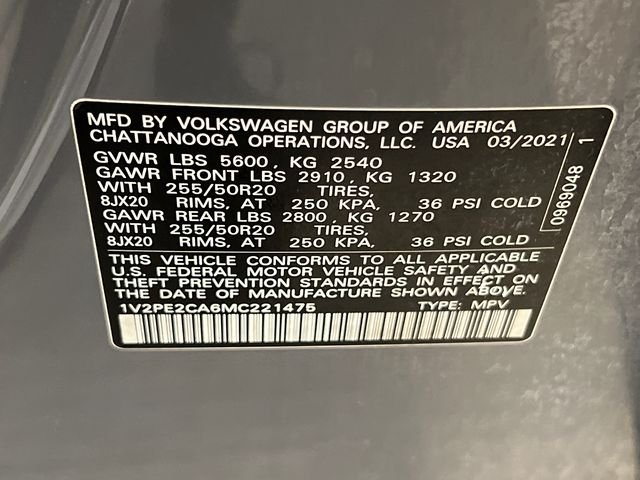 MFD BY VOLKSWAGEN GROUP OF AMERICA
CHATTANOOGA OPERATIONS, LLC. USA 03/2021
GVWR LBS 5600, KG 2540
GAWR FRONT LBS 2910, KG 1320
WITH 255/50R20 TIRES,
8JX20 RIMS, AT 250 KPA, 36 PSI COLD
GAWR REAR LBS 2800, KG 1270
WITH 255/50R20 TIRES,
8JX20 RIMS, AT 250 KPA, 36 PSI COLD
THIS VEHICLE CONFORMS TO ALL APPLICABLE
U.S. FEDERAL MOTOR VEHICLE SAFETY AND
THEFT PREVENTION STANDARDS IN EFFECT ON
THE DATE OF MANUFACTURE SHOWN ABOVE.
1V2PE2CA6MC221475 TYPE: MPV
0969048 1